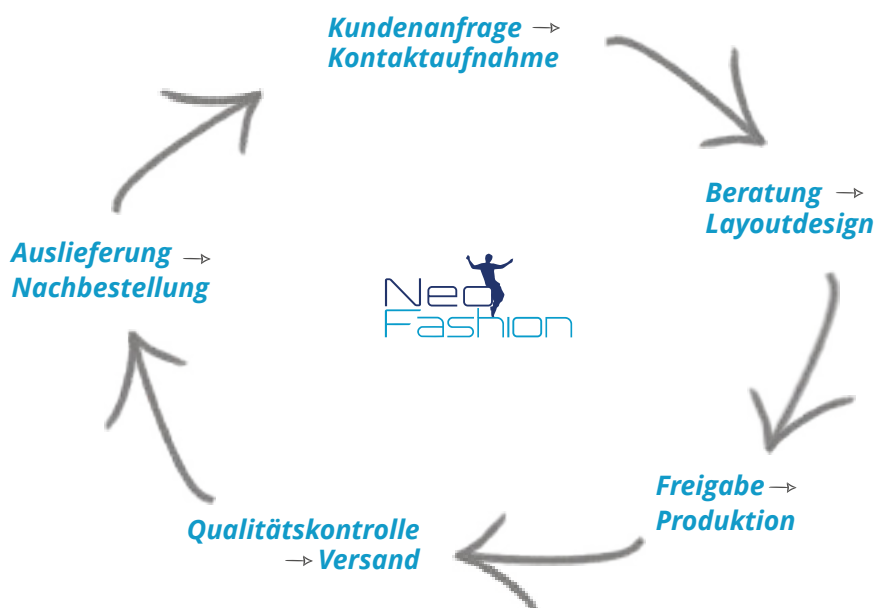 Kundenanfrage →
Kontaktaufnahme
Beratung →
Layoutdesign
Freigabe →
Produktion
Qualitätskontrolle
→ Versand
Auslieferung →
Nachbestellung
Neo
Fashion